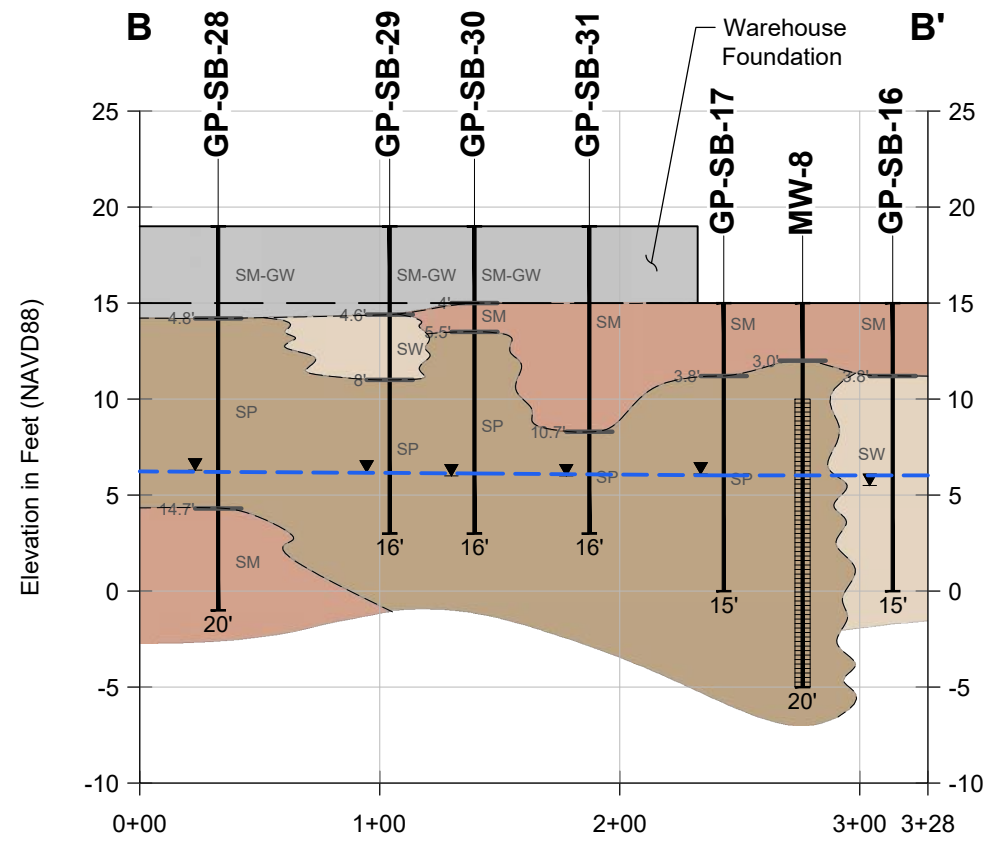 B
GP-SB-28
GP-SB-29
GP-SB-30
GP-SB-31
GP-SB-17
MW-8
GP-SB-16
B'
Warehouse
Foundation
Elevation in Feet (NAVD88)
25 25
20 20
15 15
10 10
5 5
0 0
-5 -5
-10 -10
SM-GW SM-GW SM-GW
4.8' 4.6' 4'
SM SM SM SM
5.5'
SW
8'
3.8' 3.0' 3.8'
SP SP SP
10.7'
SW
SP SP
14.7'
SM
16' 16' 16'
20' 15' 15'
20'
0+00 1+00 2+00 3+00 3+28